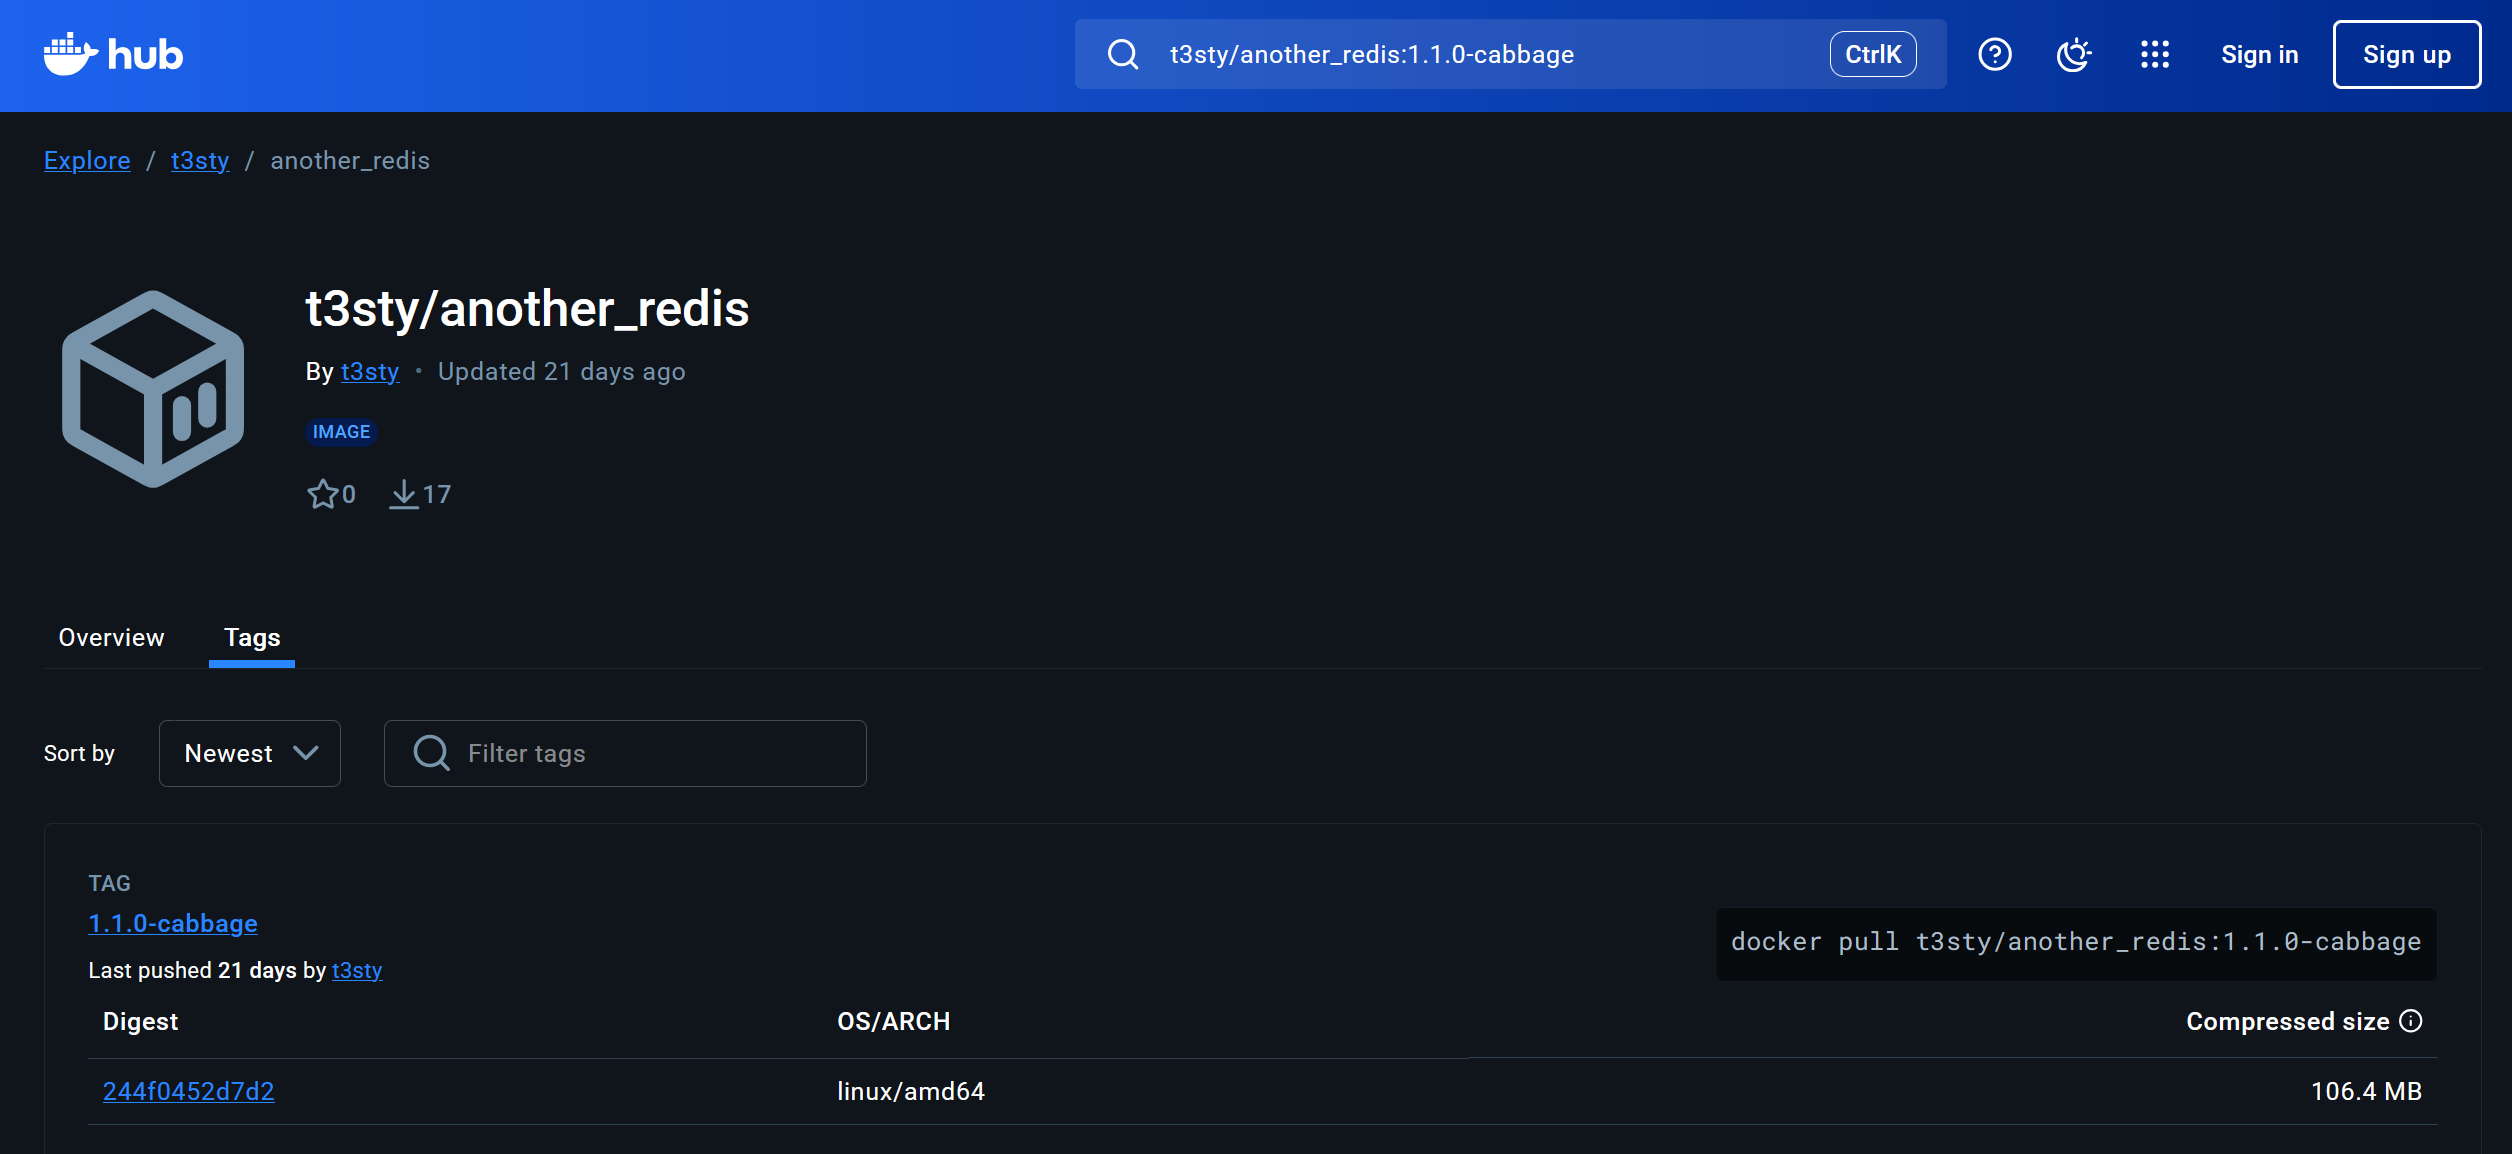 hub
t3sty/another_redis:1.1.0-cabbage
CtrlK
Sign in
Sign up
Explore / t3sty / another_redis
t3sty/another_redis
By t3sty • Updated 21 days ago
IMAGE
0 17
Overview
Tags
Sort by
Newest
Filter tags
TAG
1.1.0-cabbage
docker pull t3sty/another_redis:1.1.0-cabbage
Last pushed 21 days by t3sty
Digest OS/ARCH Compressed size
244f0452d7d2 linux/amd64 106.4 MB